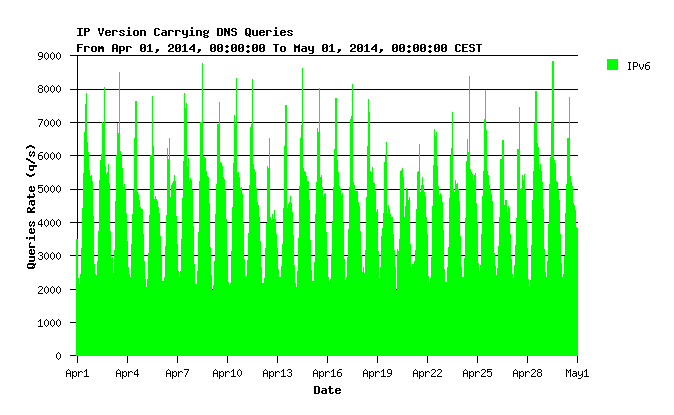 IP Version Carrying DNS Queries
From Apr 01, 2014, 00:00:00 To May 01, 2014, 00:00:00 CEST
IPv6
9000
8000
7000
6000
5000
4000
3000
2000
1000
0
Queries Rate (q/s)
Apr1 Apr4 Apr7 Apr10 Apr13 Apr16 Apr19 Apr22 Apr25 Apr28 May1
Date